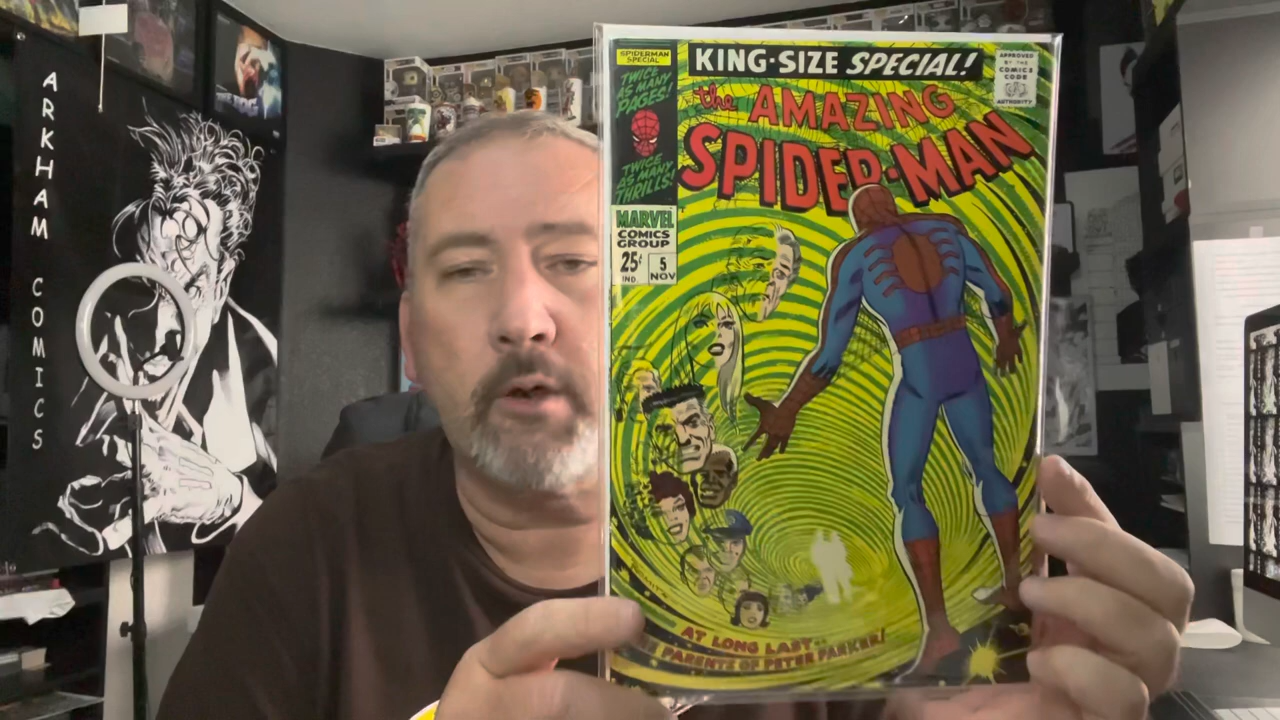 ARKHAM COMICS
KING-SIZE SPECIAL!
SPIDERMAN
SPECIAL
TWICE
AS MANY
PAGES!
TWICE
AS MANY
THRILLS!
APPROVED
BY THE
COMICS
CODE
AUTHORITY
the AMAZING
SPIDER-MAN
MARVEL
COMICS
GROUP
25¢
IND.
5
NOV
AT LONG LAST--
THE PARENTS OF PETER PARKER!